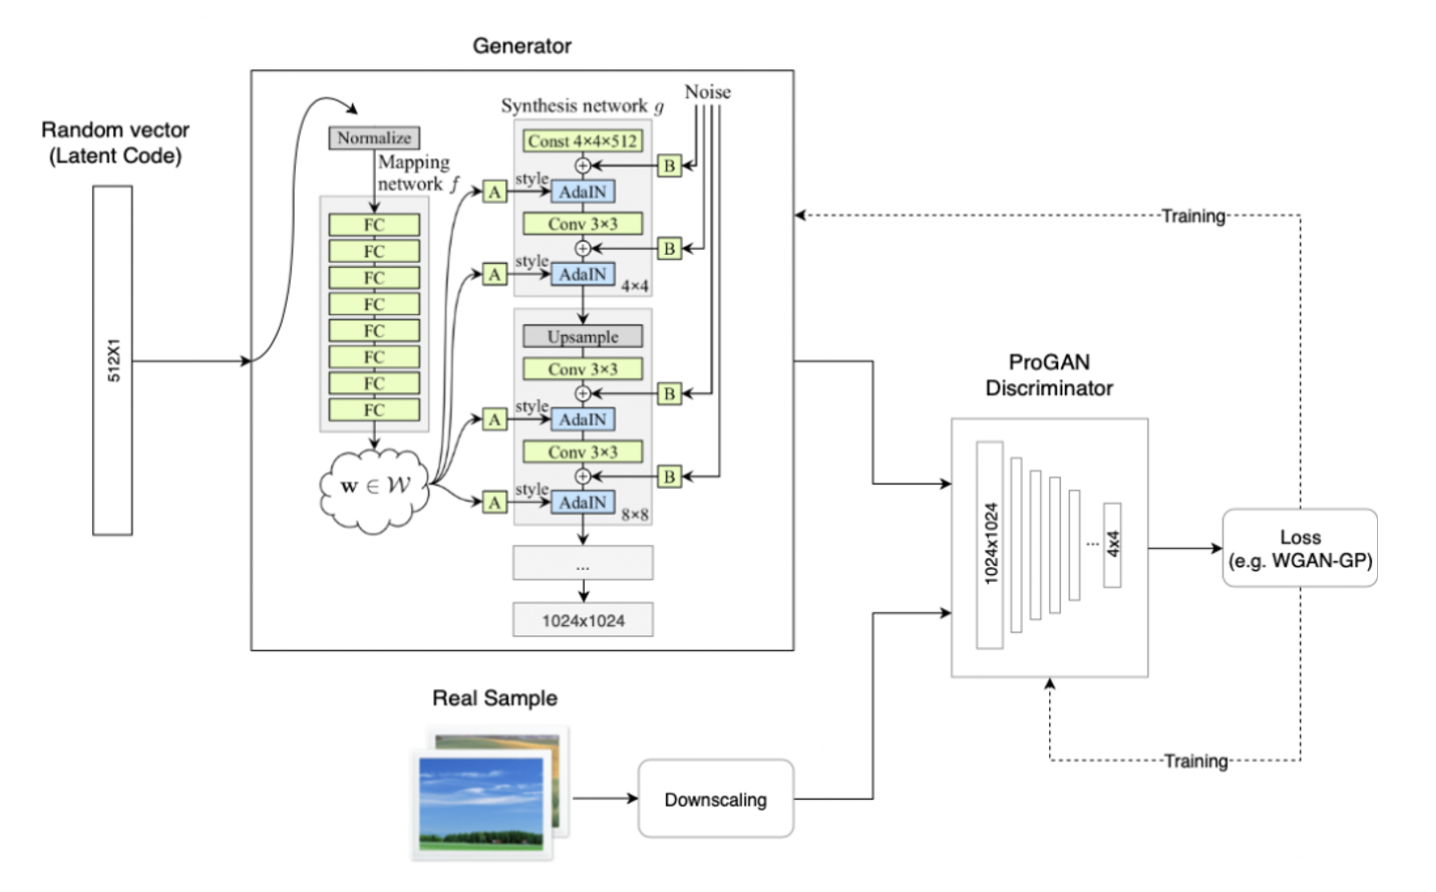 Generator
Random vector
(Latent Code)
512X1
Normalize
Mapping
network f
FC
FC
FC
FC
FC
FC
FC
FC
w ∈ W
Synthesis network g
Noise
Const 4×4×512
B
A
style
AdaIN
Conv 3×3
B
A
style
AdaIN
4×4
Upsample
Conv 3×3
B
A
style
AdaIN
Conv 3×3
B
A
style
AdaIN
8×8
...
1024x1024
Training
ProGAN
Discriminator
1024x1024
...
4x4
Loss
(e.g. WGAN-GP)
Training
Real Sample
Downscaling